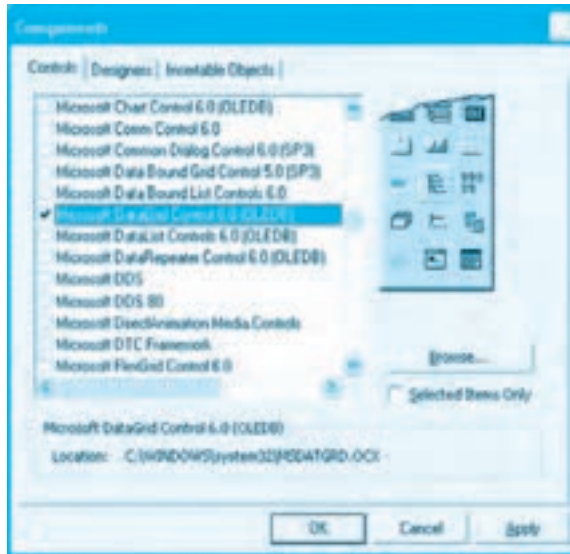 Components
Controls Designers Insertable Objects
Microsoft Chart Control 6.0 (OLEDB)
Microsoft Comm Control 6.0
Microsoft Common Dialog Control 6.0 (SP3)
Microsoft Data Bound Grid Control 5.0 (SP3)
Microsoft Data Bound List Controls 6.0
Microsoft DataGrid Control 6.0 (OLEDB)
Microsoft DataList Controls 6.0 (OLEDB)
Microsoft DataRepeater Control 6.0 (OLEDB)
Microsoft DDS
Microsoft DDS 80
Microsoft DirectAnimation Media Controls
Microsoft DTC Framework
Microsoft FlexGrid Control 6.0
Browse...
Selected Items Only
Microsoft DataGrid Control 6.0 (OLEDB)
Location: C:\WINDOWS\system32\MSDATGRD.OCX
OK Cancel Apply